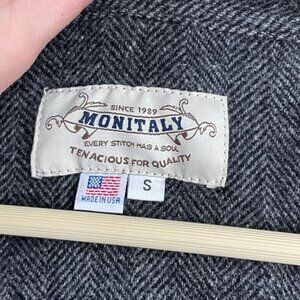 SINCE 1989
MONITALY
EVERY STITCH HAS A SOUL
TENACIOUS FOR QUALITY
MADE IN USA
S